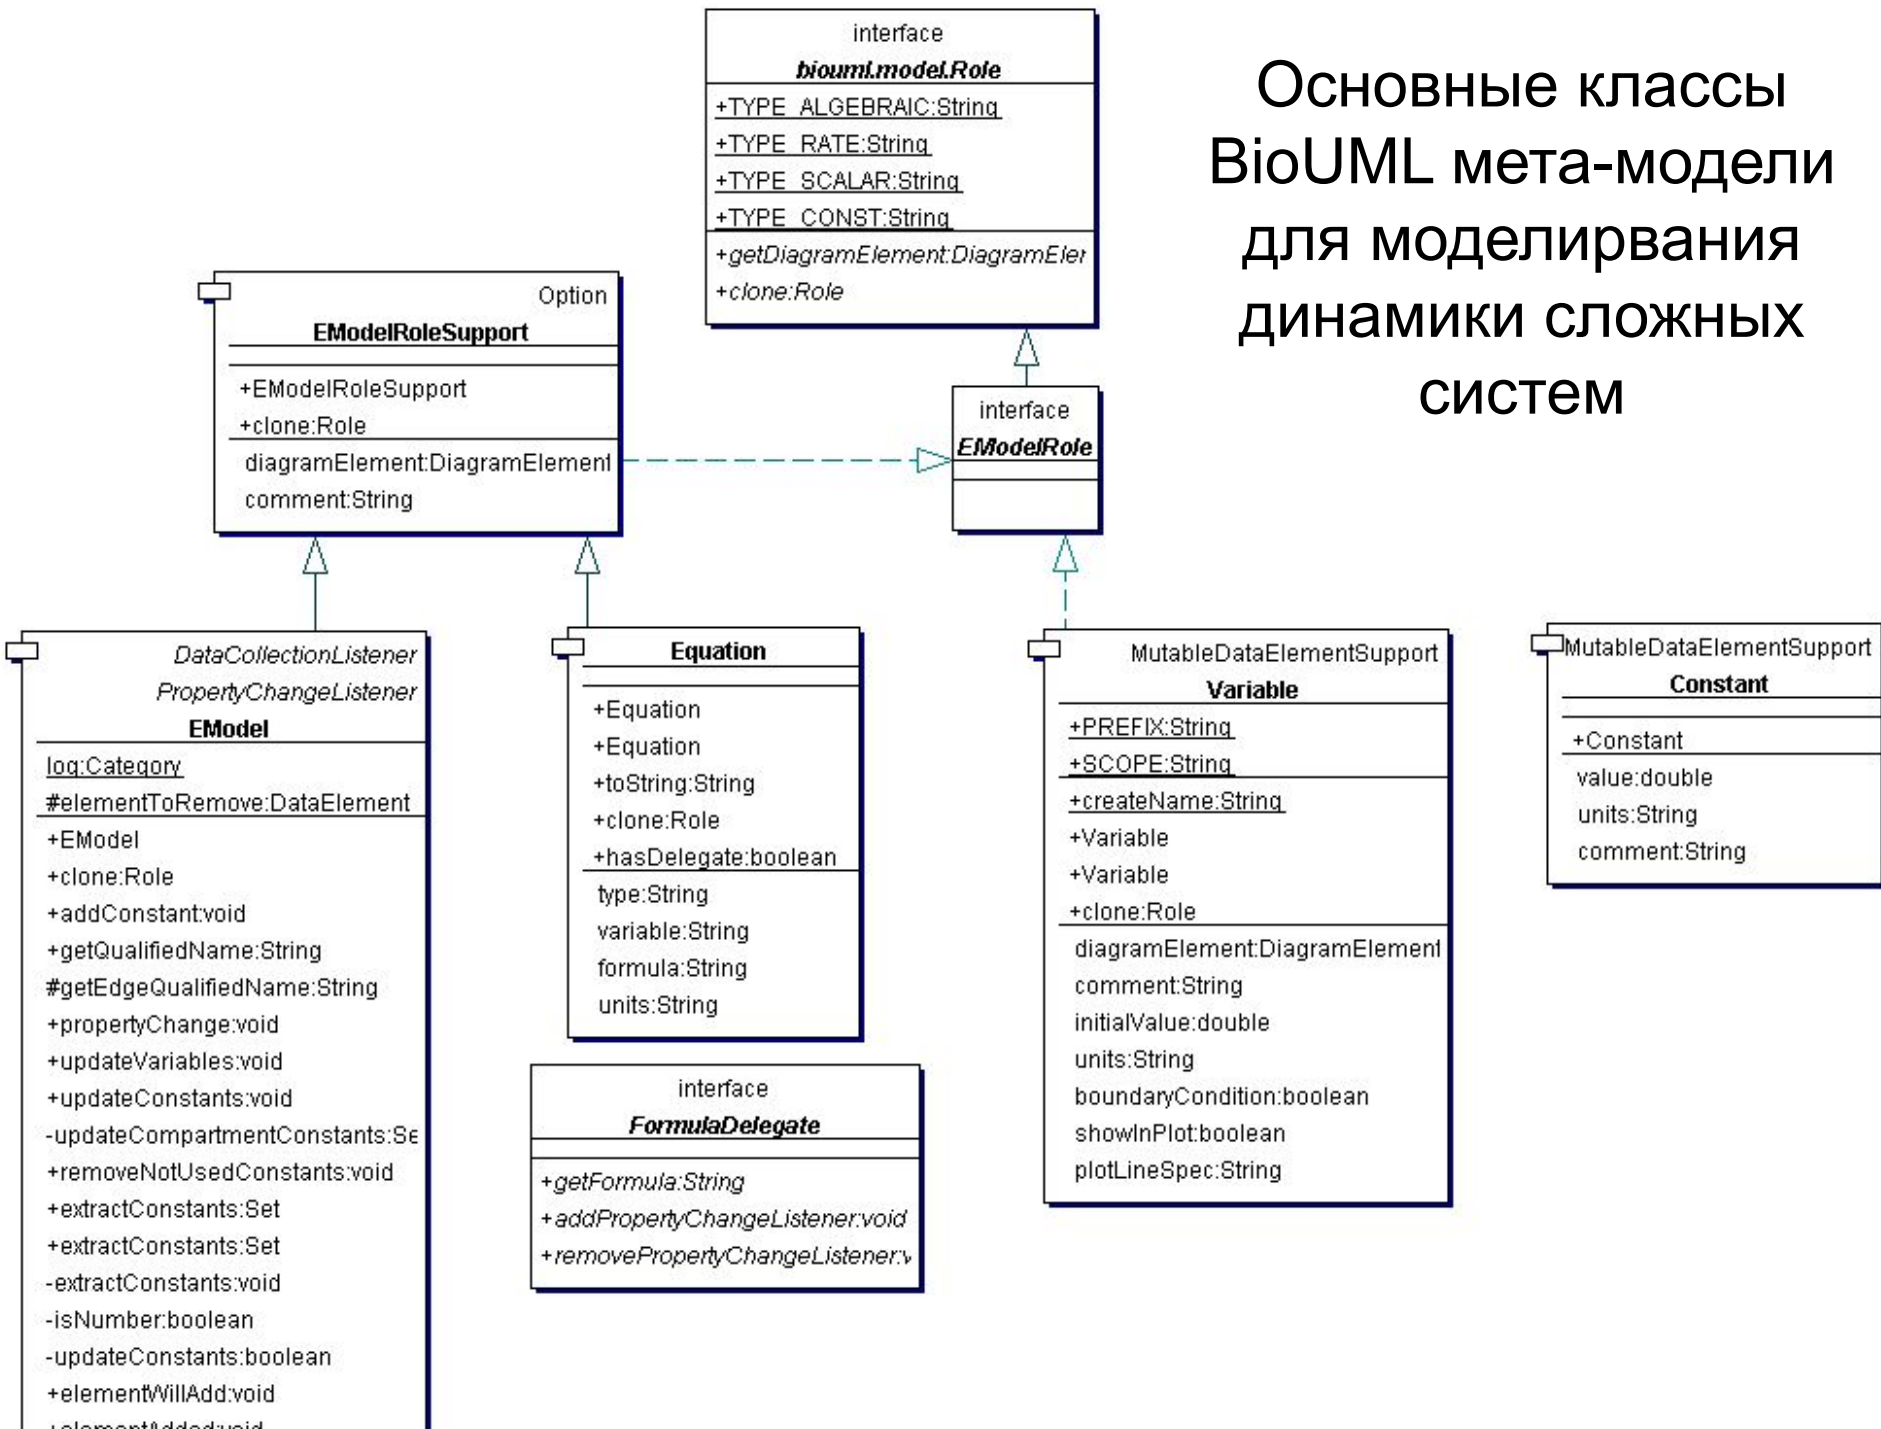 interface
biouml.model.Role
+TYPE_ALGEBRAIC:String
+TYPE_RATE:String
+TYPE_SCALAR:String
+TYPE_CONST:String
+getDiagramElement:DiagramEler
+clone:Role
Основные классы
BioUML мета-модели
для моделирвания
динамики сложных
систем
Option
EModelRoleSupport
+EModelRoleSupport
+clone:Role
diagramElement:DiagramElement
comment:String
interface
EModelRole
DataCollectionListener
PropertyChangeListener
EModel
log:Category
#elementToRemove:DataElement
+EModel
+clone:Role
+addConstant:void
+getQualifiedName:String
#getEdgeQualifiedName:String
+propertyChange:void
+updateVariables:void
+updateConstants:void
-updateCompartmentConstants:Se
+removeNotUsedConstants:void
+extractConstants:Set
+extractConstants:Set
-extractConstants:void
-isNumber:boolean
-updateConstants:boolean
+elementWillAdd:void
+elementAdded:void
Equation
+Equation
+Equation
+toString:String
+clone:Role
+hasDelegate:boolean
type:String
variable:String
formula:String
units:String
interface
FormulaDelegate
+getFormula:String
+addPropertyChangeListener:void
+removePropertyChangeListener:v
MutableDataElementSupport
Variable
+PREFIX:String
+SCOPE:String
+createName:String
+Variable
+Variable
+clone:Role
diagramElement:DiagramElement
comment:String
initialValue:double
units:String
boundaryCondition:boolean
showInPlot:boolean
plotLineSpec:String
MutableDataElementSupport
Constant
+Constant
value:double
units:String
comment:String